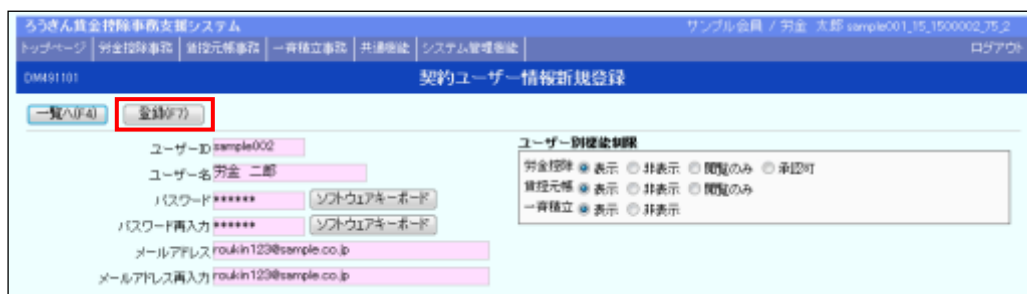 ろうきん賃金控除事務支援システム
サンプル会員 / 労金 太郎 sample001_15_1500002_75_2
トップページ 労金控除事務 賃控元帳事務 一斉積立事務 共通機能 システム管理機能 ログアウト
DM491101 契約ユーザー情報新規登録
一覧へ(F4) 登録(F7)
ユーザーID sample002
ユーザー名 労金 二郎
パスワード ****** ソフトウェアキーボード
パスワード再入力 ****** ソフトウェアキーボード
メールアドレス roukin123@sample.co.jp
メールアドレス再入力 roukin123@sample.co.jp
ユーザー別機能制限
労金控除 表示 非表示 閲覧のみ 承認可
賃控元帳 表示 非表示 閲覧のみ
一斉積立 表示 非表示